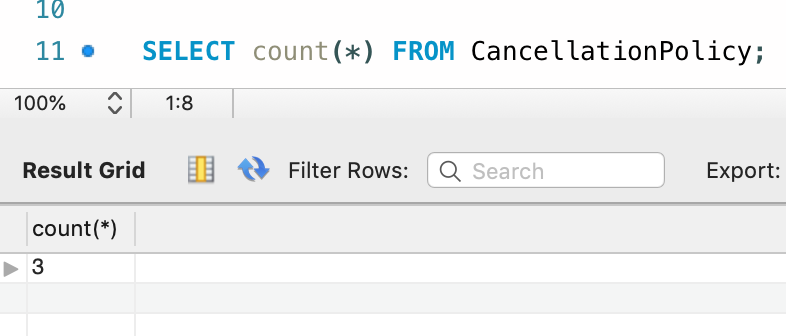 10
11 SELECT count(*) FROM CancellationPolicy;
100% 1:8
Result Grid Filter Rows: Search Export:
count(*)
3